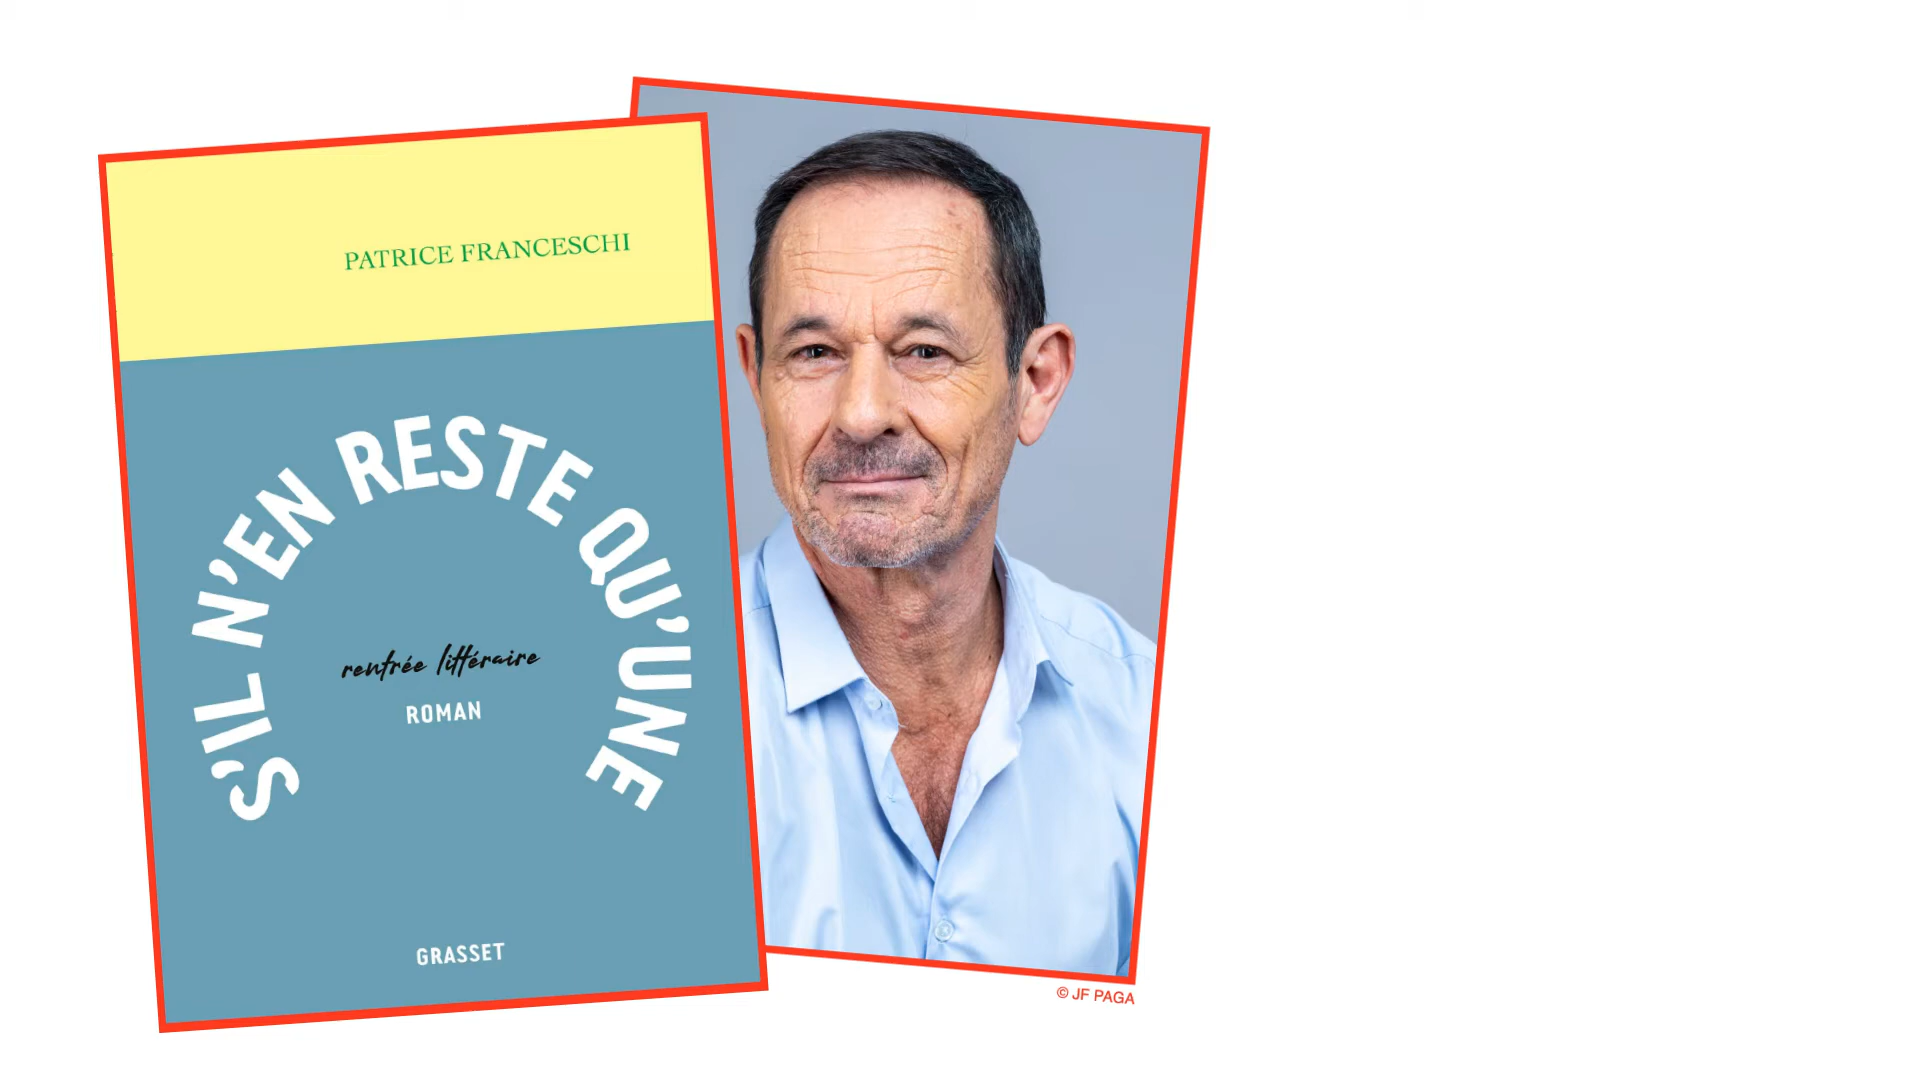 PATRICE FRANCESCHI
S'IL N'EN RESTE QU'UNE
rentrée littéraire
ROMAN
GRASSET
© JF PAGA